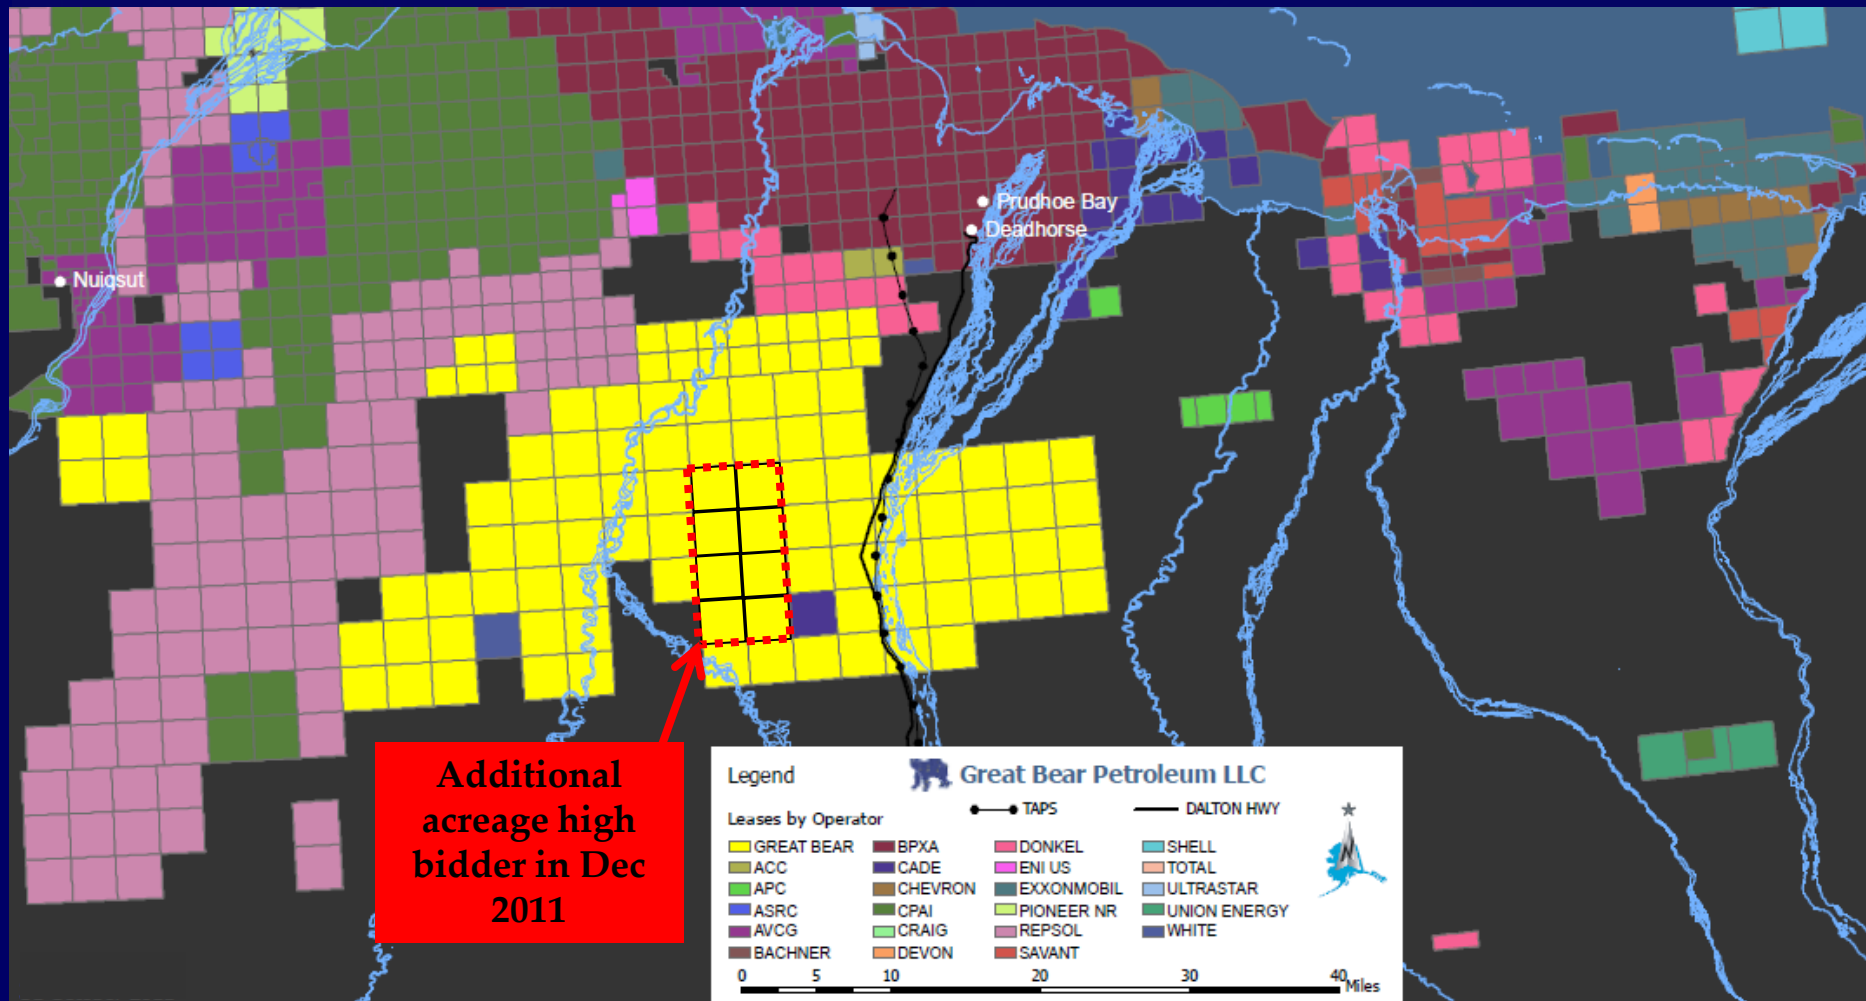 Prudhoe Bay
Deadhorse
Nuiqsut
Additional
acreage high
bidder in Dec
2011
Legend
Great Bear Petroleum LLC
TAPS
DALTON HWY
Leases by Operator
GREAT BEAR BPXA DONKEL SHELL
ACC CADE ENI US TOTAL
APC CHEVRON EXXONMOBIL ULTRASTAR
ASRC CPAI PIONEER NR UNION ENERGY
AVCG CRAIG REPSOL WHITE
BACHNER DEVON SAVANT
N
0 5 10 20 30 40 Miles